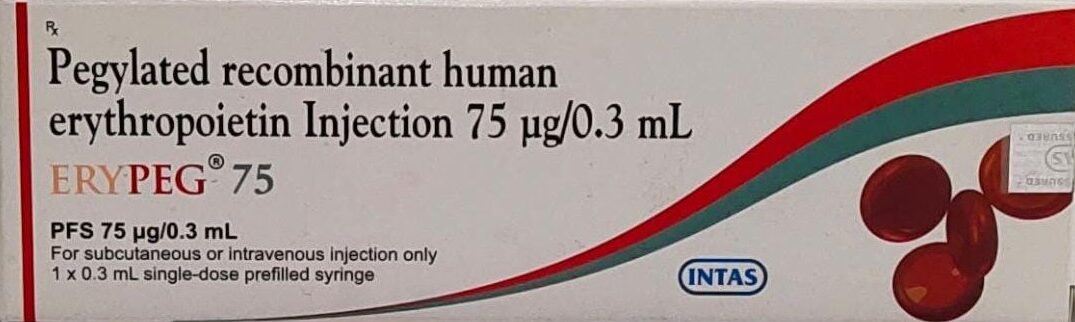 Rx
Pegylated recombinant human
erythropoietin Injection 75 µg/0.3 mL
ERYPEG® 75
PFS 75 µg/0.3 mL
For subcutaneous or intravenous injection only
1 x 0.3 mL single-dose prefilled syringe
INTAS